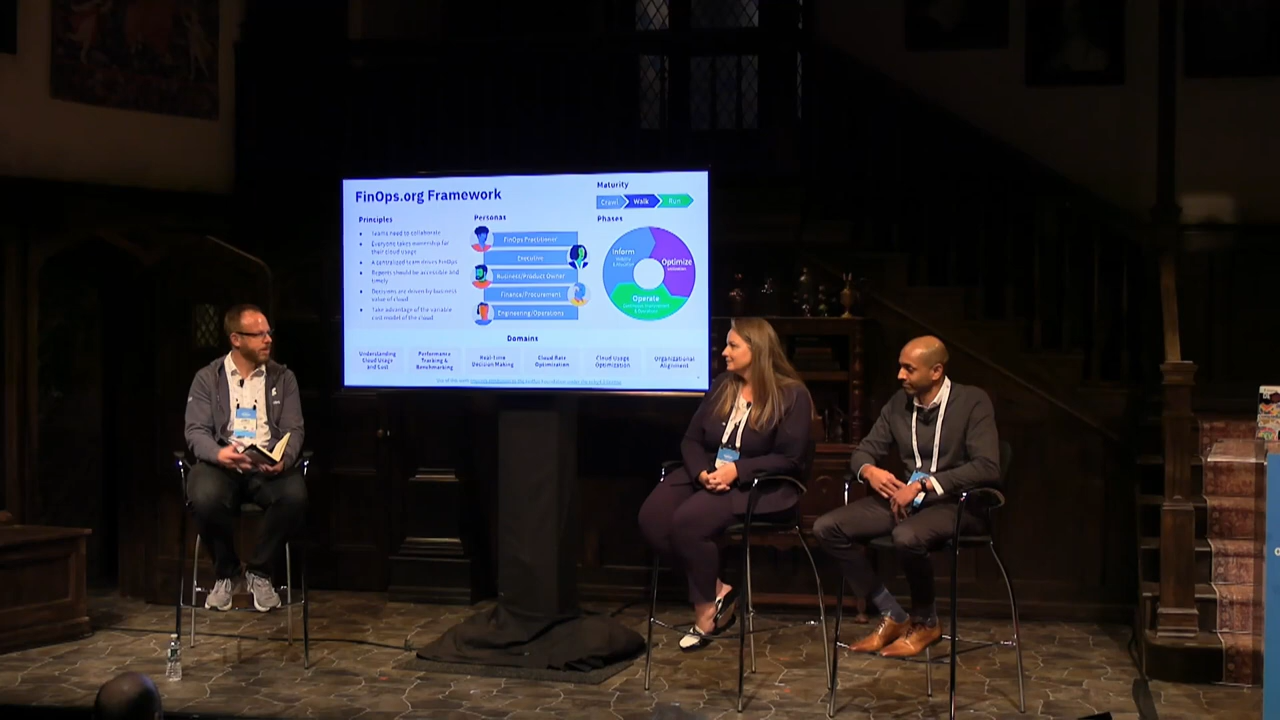 FinOps.org Framework
Maturity
Crawl
Walk
Run
Principles
Teams need to collaborate
Everyone takes ownership for
their cloud usage
A centralized team drives FinOps
Reports should be accessible and
timely
Decisions are driven by business
value of cloud
Take advantage of the variable
cost model of the cloud
Personas
FinOps Practitioner
Executive
Business/Product Owner
Finance/Procurement
Engineering/Operations
Phases
Inform
Optimize
Operate
Domains
Understanding
Cloud Usage
and Cost
Performance
Tracking &
Benchmarking
Real-Time
Decision Making
Cloud Rate
Optimization
Cloud Usage
Optimization
Organizational
Alignment